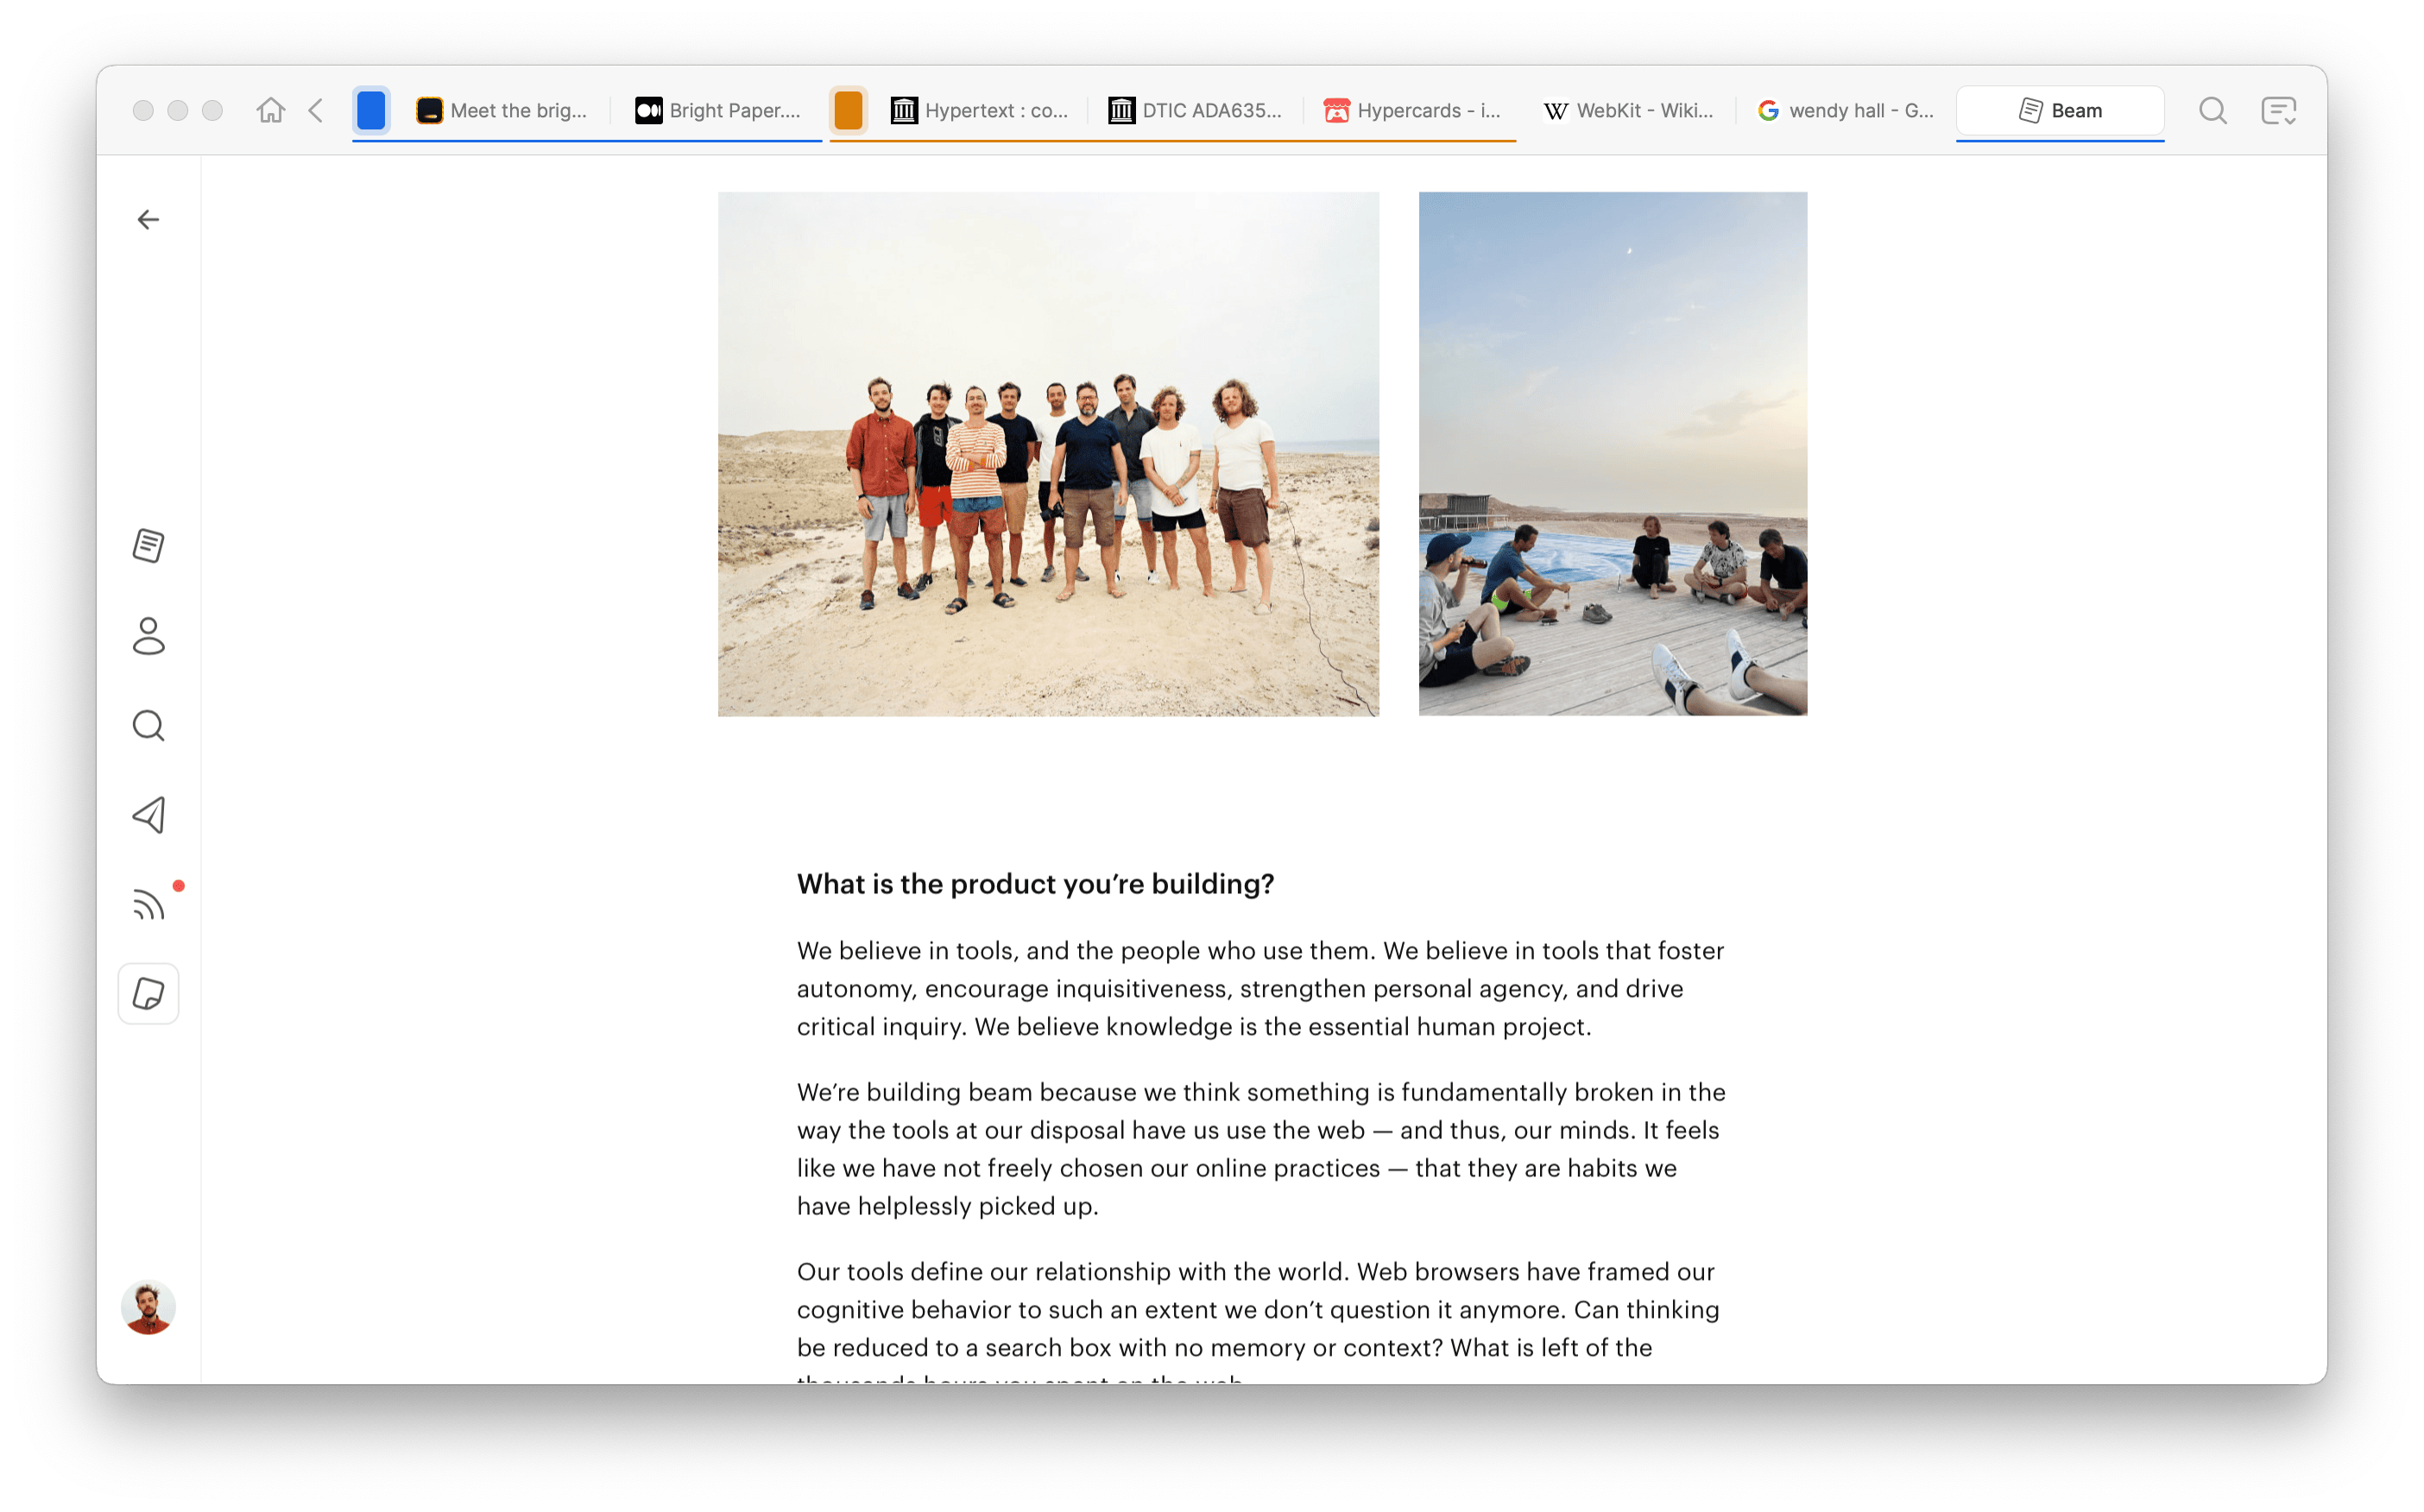 Meet the brig...
Bright Paper....
Hypertext : co...
DTIC ADA635...
Hypercards - i...
W WebKit - Wiki...
G wendy hall - G...
Beam
What is the product you’re building?
We believe in tools, and the people who use them. We believe in tools that foster
autonomy, encourage inquisitiveness, strengthen personal agency, and drive
critical inquiry. We believe knowledge is the essential human project.
We’re building beam because we think something is fundamentally broken in the
way the tools at our disposal have us use the web — and thus, our minds. It feels
like we have not freely chosen our online practices — that they are habits we
have helplessly picked up.
Our tools define our relationship with the world. Web browsers have framed our
cognitive behavior to such an extent we don’t question it anymore. Can thinking
be reduced to a search box with no memory or context? What is left of the
thousands hours you spent on the web